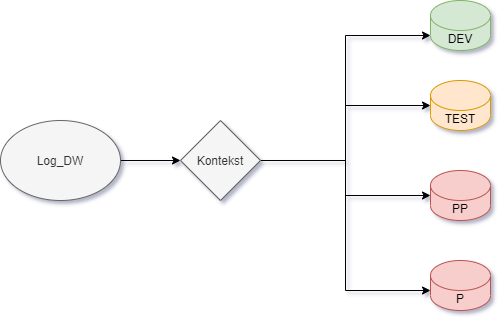 DEV
TEST
Log_DW
Kontekst
PP
P